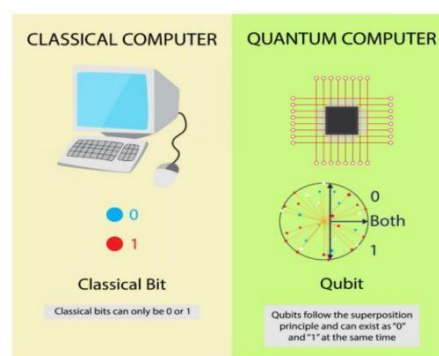 CLASSICAL COMPUTER
0
1
Classical Bit
Classical bits can only be 0 or 1
QUANTUM COMPUTER
0
Both
1
Qubit
Qubits follow the superposition
principle and can exist as "0"
and "1" at the same time